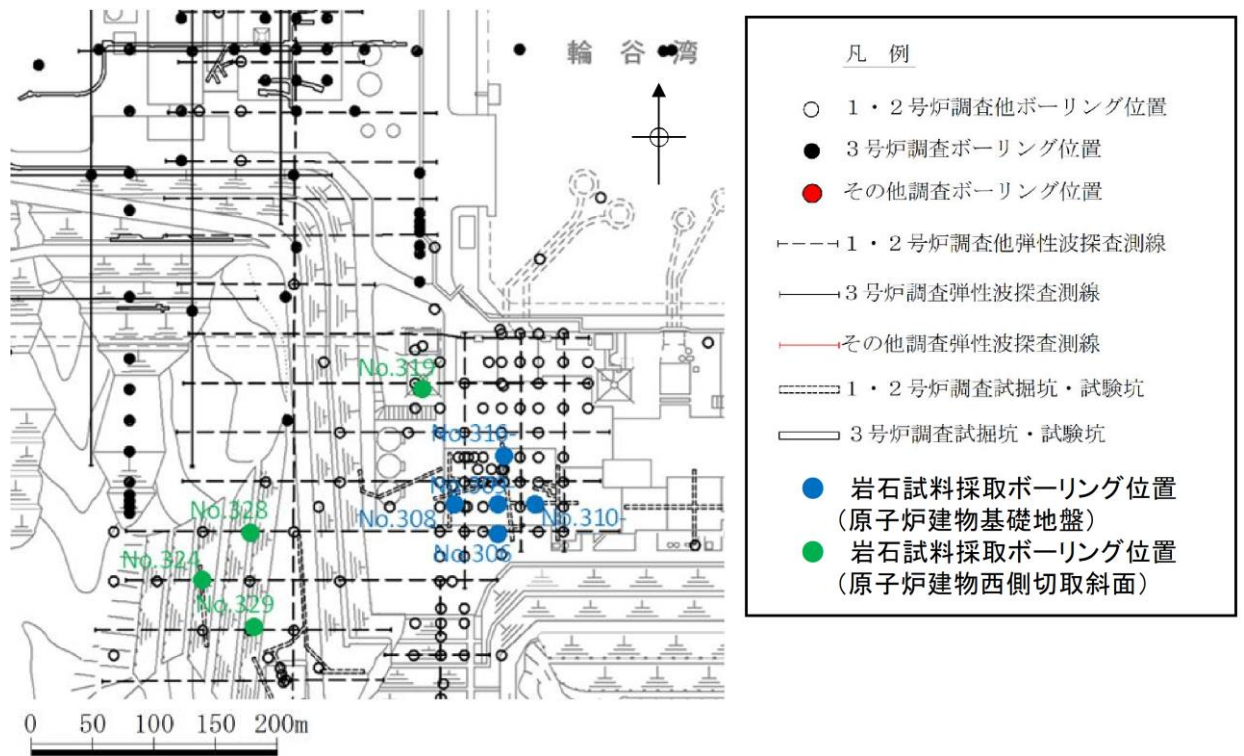 輪谷湾
No.319
No.316
No.309
No.308
No.310
No.306
No.328
No.324
No.329
0 50 100 150 200m
凡 例
1・2号炉調査他ボーリング位置
3号炉調査ボーリング位置
その他調査ボーリング位置
1・2号炉調査他弾性波探査測線
3号炉調査弾性波探査測線
その他調査弾性波探査測線
1・2号炉調査試掘坑・試験坑
3号炉調査試掘坑・試験坑
岩石試料採取ボーリング位置
(原子炉建物基礎地盤)
岩石試料採取ボーリング位置
(原子炉建物西側切取斜面)